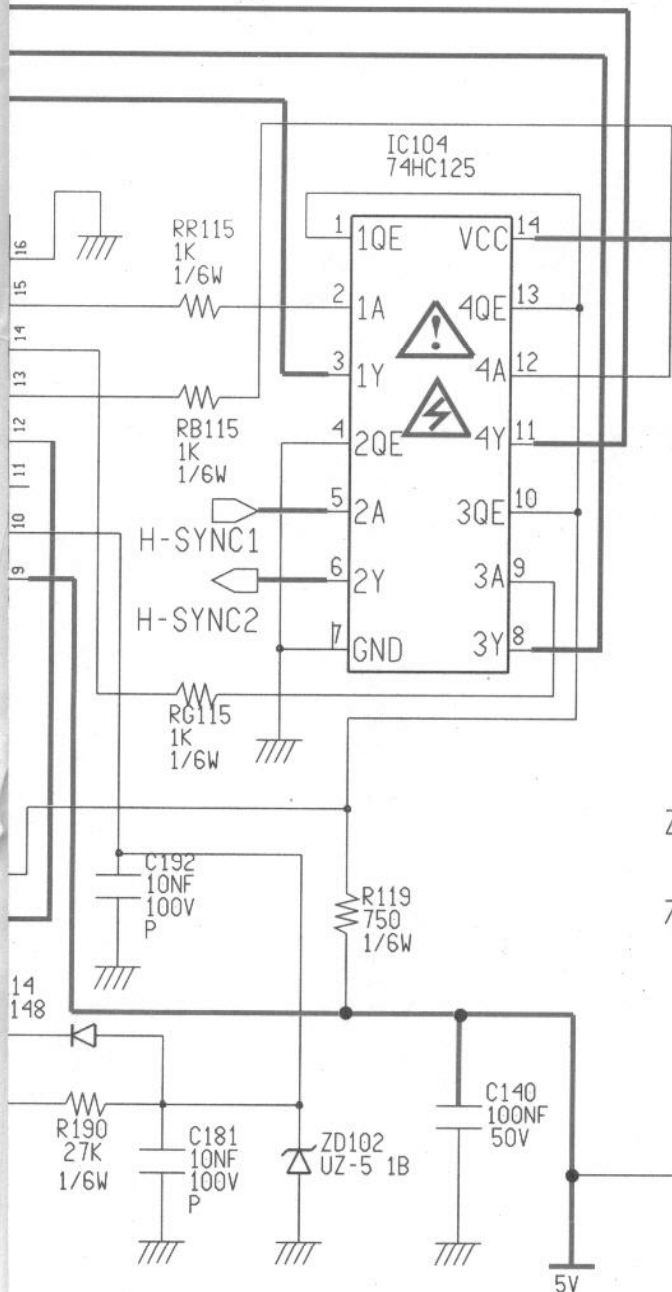 IC104
74HC125
RR115
1K
1/6W
16
15
14
13
12
11
10
9
RB115
1K
1/6W
1 1QE VCC 14
2 1A 4QE 13
3 1Y 4A 12
4 2QE 4Y 11
5 2A 3QE 10
6 2Y 3A 9
7 GND 3Y 8
!
H-SYNC1
H-SYNC2
RG115
1K
1/6W
C192
10NF
100V
P
R119
750
1/6W
14
148
R190
27K
1/6W
C181
10NF
100V
P
ZD102
UZ-5 1B
C140
100NF
50V
5V